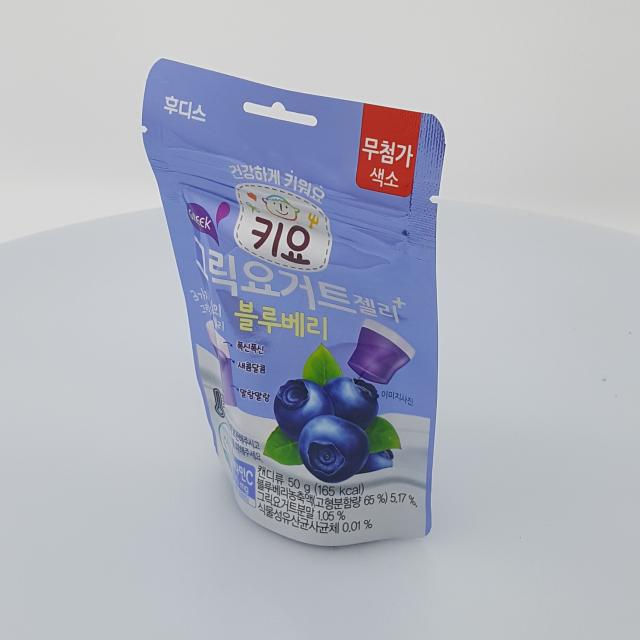 후디스
무첨가
색소
건강하게 키워요
키요
그릭요거트젤리+
블루베리
폭신폭신
새콤달콤
말랑말랑
이미지사진
캔디류 50 g (165 kcal)
블루베리농축액(고형분함량 65 %) 5.17 %,
그릭요거트분말 1.05 %
식물성유산균사균체 0.01 %